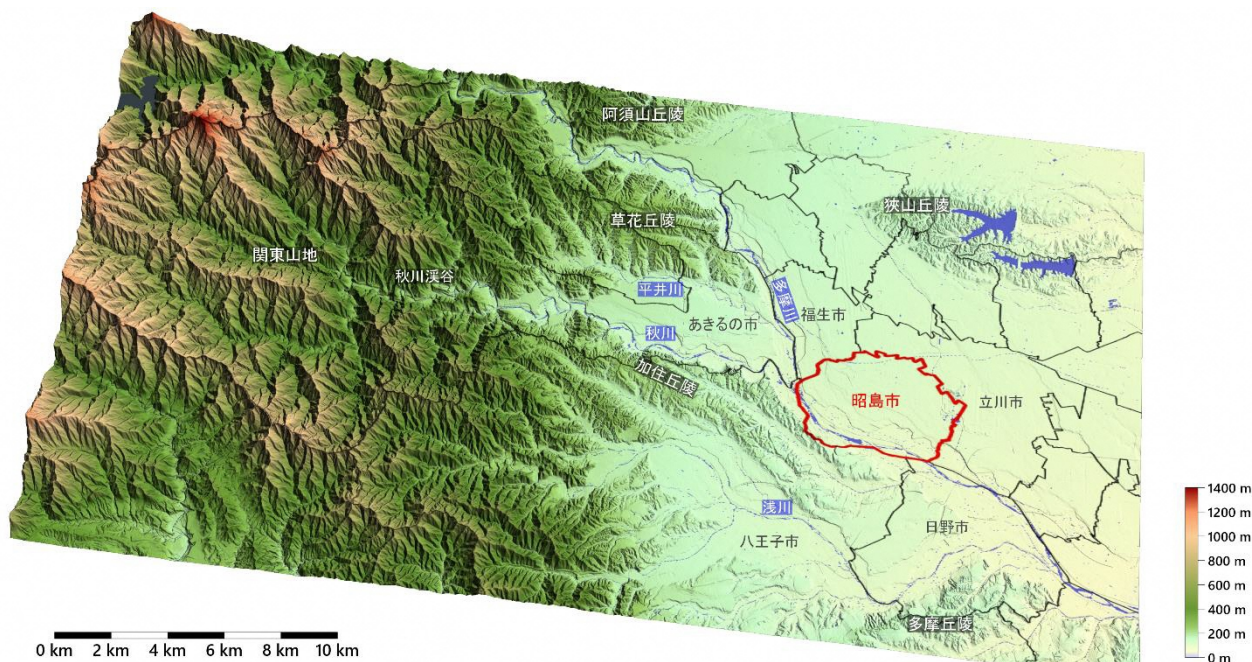 阿須山丘陵
狭山丘陵
草花丘陵
関東山地
秋川渓谷
平井川
多摩川
福生市
あきるの市
秋川
加住丘陵
昭島市
立川市
浅川
日野市
八王子市
多摩丘陵
1400 m
1200 m
1000 m
800 m
600 m
400 m
200 m
0 m
0 km 2 km 4 km 6 km 8 km 10 km